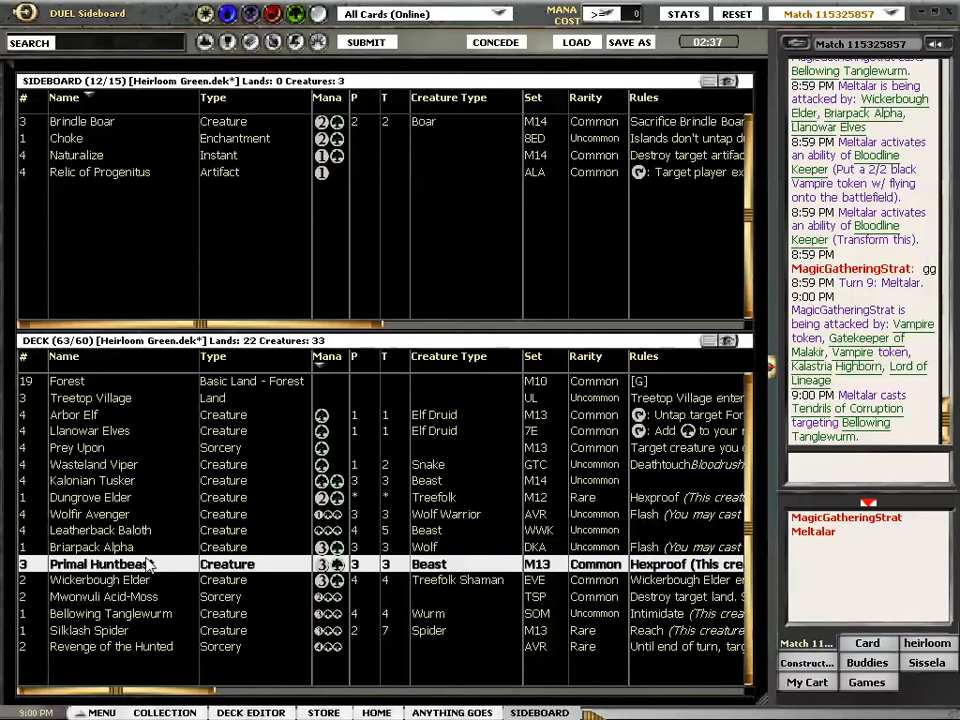 DUEL Sideboard
All Cards (Online)
MANA COST
>=
0
STATS
RESET
Match 115325857
SEARCH
SUBMIT
CONCEDE
LOAD
SAVE AS
02:37
Match 115325857
SIDEBOARD (12/15) [Heirloom Green.dek*] Lands: 0 Creatures: 3
# Name Type Mana P T Creature Type Set Rarity Rules
3 Brindle Boar Creature 2 2 2 Boar M14 Common Sacrifice Brindle Boar
1 Choke Enchantment 2 8ED Uncommon Islands don't untap d
4 Naturalize Instant 1 M14 Common Destroy target artifac
4 Relic of Progenitus Artifact 1 ALA Common : Target player ex
DECK (63/60) [Heirloom Green.dek*] Lands: 22 Creatures: 33
# Name Type Mana P T Creature Type Set Rarity Rules
19 Forest Basic Land - Forest M10 Common [G]
3 Treetop Village Land UL Uncommon Treetop Village enter
4 Arbor Elf Creature 1 1 Elf Druid M13 Common : Untap target For
4 Llanowar Elves Creature 1 1 Elf Druid 7E Common : Add to your
4 Prey Upon Sorcery M13 Common Target creature you c
4 Wasteland Viper Creature 1 2 Snake GTC Uncommon DeathtouchBloodrush
4 Kalonian Tusker Creature 3 3 Beast M14 Uncommon
1 Dungrove Elder Creature 2 * * Treefolk M12 Rare Hexproof (This creat
4 Wolfir Avenger Creature 3 3 Wolf Warrior AVR Uncommon Flash (You may cast
4 Leatherback Baloth Creature 4 5 Beast WWK Uncommon
1 Briarpack Alpha Creature 3 3 3 Wolf DKA Uncommon Flash (You may cast
3 Primal Huntbeast Creature 3 3 3 Beast M13 Common Hexproof (This cre
2 Wickerbough Elder Creature 3 4 4 Treefolk Shaman EVE Common Wickerbough Elder en
2 Mwonvuli Acid-Moss Sorcery TSP Common Destroy target land. S
1 Bellowing Tanglewurm Creature 4 4 Wurm SOM Uncommon Intimidate (This crea
1 Silklash Spider Creature 2 7 Spider M13 Rare Reach (This creature
2 Revenge of the Hunted Sorcery AVR Rare Until end of turn, targ
Bellowing Tanglewurm.
8:59 PM Meltalar is being
attacked by: Wickerbough
Elder, Briarpack Alpha,
Llanowar Elves
8:59 PM Meltalar activates
an ability of Bloodline
Keeper (Put a 2/2 black
Vampire token w/ flying
onto the battlefield).
8:59 PM Meltalar activates
an ability of Bloodline
Keeper (Transform this).
8:59 PM
MagicGatheringStrat: gg
8:59 PM Turn 9: Meltalar.
9:00 PM
MagicGatheringStrat is
being attacked by: Vampire
token, Gatekeeper of
Malakir, Vampire token,
Kalastria Highborn, Lord of
Lineage
9:00 PM Meltalar casts
Tendrils of Corruption
targeting Bellowing
Tanglewurm.
MagicGatheringStrat
Meltalar
Match 11...
Card
heirloom
Construct...
Buddies
Sissela
My Cart
Games
9:00 PM
MENU
COLLECTION
DECK EDITOR
STORE
HOME
ANYTHING GOES
SIDEBOARD